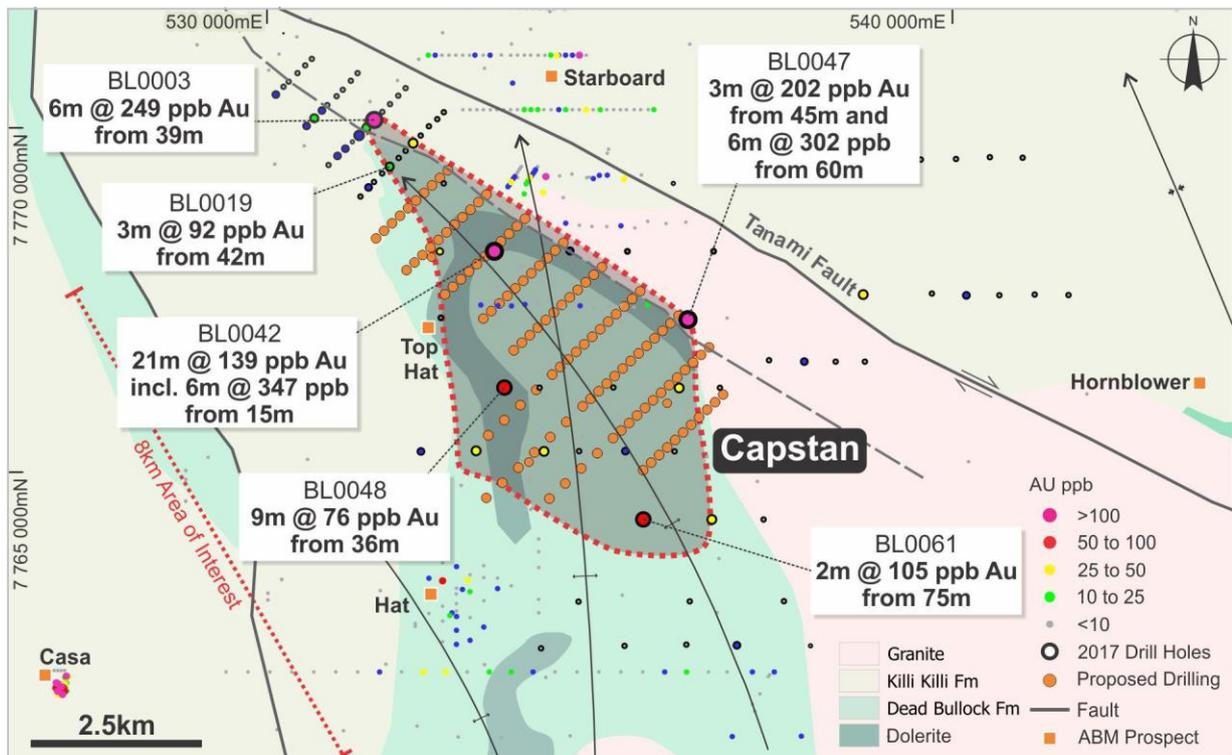 530 000mE
540 000mE
N
BL0003
6m @ 249 ppb Au
from 39m
Starboard
BL0047
3m @ 202 ppb Au
from 45m and
6m @ 302 ppb
from 60m
7 770 000mN
BL0019
3m @ 92 ppb Au
from 42m
Tanami Fault
BL0042
21m @ 139 ppb Au
incl. 6m @ 347 ppb
from 15m
Top
Hat
Hornblower
Capstan
8km Area of Interest
7 765 000mN
BL0048
9m @ 76 ppb Au
from 36m
BL0061
2m @ 105 ppb Au
from 75m
Hat
Casa
2.5km
AU ppb
>100
50 to 100
25 to 50
10 to 25
<10
2017 Drill Holes
Proposed Drilling
Fault
ABM Prospect
Granite
Killi Killi Fm
Dead Bullock Fm
Dolerite